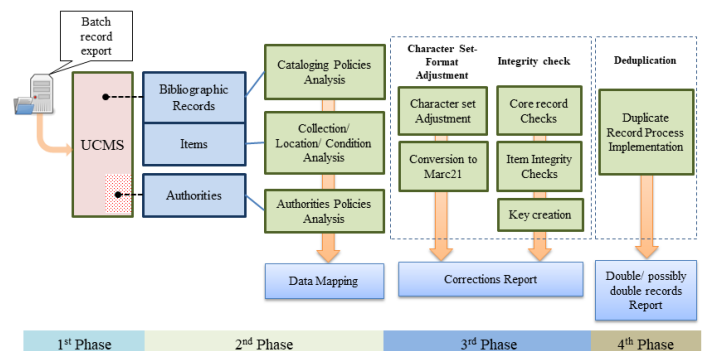 Batch
record
export
UCMS
Bibliographic
Records
Items
Authorities
Cataloging Policies
Analysis
Collection/
Location/ Condition
Analysis
Authorities Policies
Analysis
Data Mapping
Character Set-
Format
Adjustment
Character set
Adjustment
Conversion to
Marc21
Integrity check
Core record
Checks
Item Integrity
Checks
Key creation
Corrections Report
Deduplication
Duplicate
Record Process
Implementation
Double/ possibly
double records
Report
1st Phase
2nd Phase
3rd Phase
4th Phase